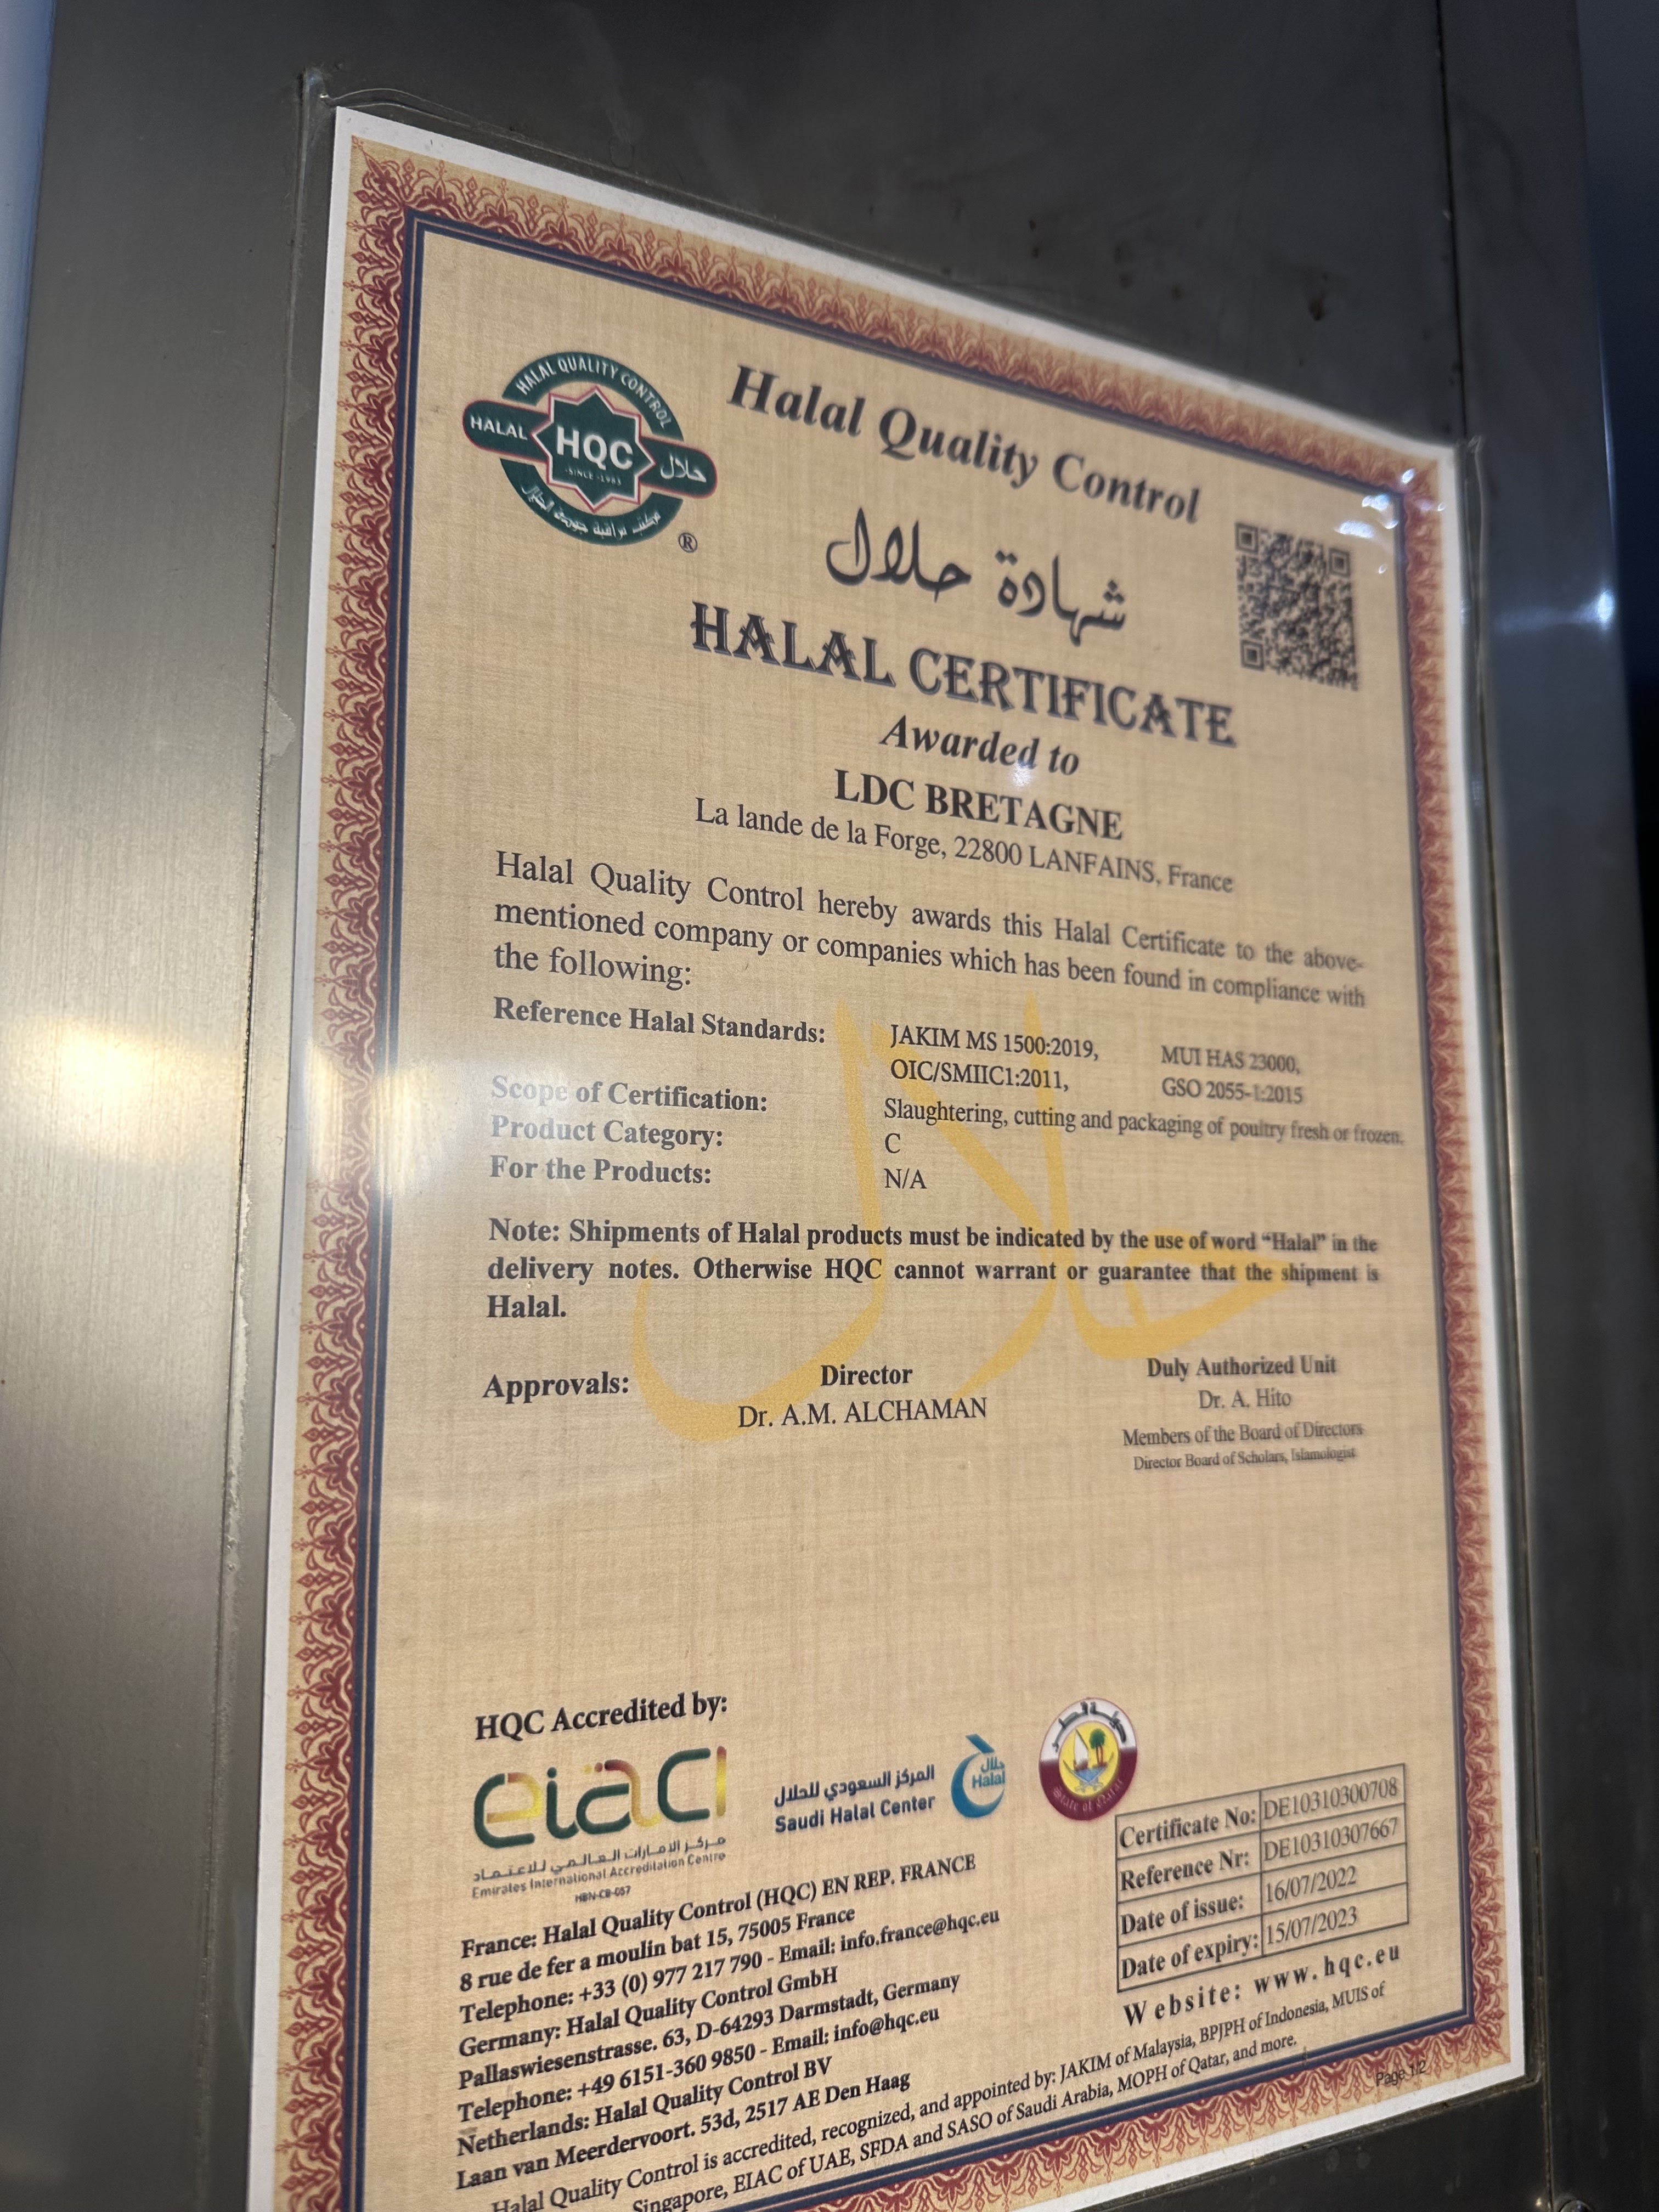 HALAL QUALITY CONTROL
HALAL
HQC
SINCE -1983
حلال
®
Halal Quality Control
شهادة حلال
HALAL CERTIFICATE
Awarded to
LDC BRETAGNE
La lande de la Forge, 22800 LANFAINS, France
Halal Quality Control hereby awards this Halal Certificate to the above-
mentioned company or companies which has been found in compliance with
the following:
Reference Halal Standards: JAKIM MS 1500:2019, MUI HAS 23000,
OIC/SMIIC1:2011, GSO 2055-1:2015
Scope of Certification: Slaughtering, cutting and packaging of poultry fresh or frozen.
Product Category: C
For the Products: N/A
حلال
Note: Shipments of Halal products must be indicated by the use of word “Halal” in the
delivery notes. Otherwise HQC cannot warrant or guarantee that the shipment is
Halal.
Approvals: Director Duly Authorized Unit
Dr. A.M. ALCHAMAN Dr. A. Hito
Members of the Board of Directors
Director Board of Scholars, Islamologist
HQC Accredited by:
eiac
مركز الامارات العالمي للاعتماد
Emirates International Accreditation Centre
HBN-CB-057
المركز السعودي للحلال
Saudi Halal Center
حلال
Halal
دولة قطر
State of Qatar
Certificate No: DE10310300708
Reference Nr: DE10310307667
Date of issue: 16/07/2022
Date of expiry: 15/07/2023
Website: www.hqc.eu
France: Halal Quality Control (HQC) EN REP. FRANCE
8 rue de fer a moulin bat 15, 75005 France
Telephone: +33 (0) 977 217 790 - Email: info.france@hqc.eu
Germany: Halal Quality Control GmbH
Pallaswiesenstrasse. 63, D-64293 Darmstadt, Germany
Telephone: +49 6151-360 9850 - Email: info@hqc.eu
Netherlands: Halal Quality Control BV
Laan van Meerdervoort. 53d, 2517 AE Den Haag
Halal Quality Control is accredited, recognized, and appointed by: JAKIM of Malaysia, BPJPH of Indonesia, MUIS of
Singapore, EIAC of UAE, SFDA and SASO of Saudi Arabia, MOPH of Qatar, and more.
Page 1/2